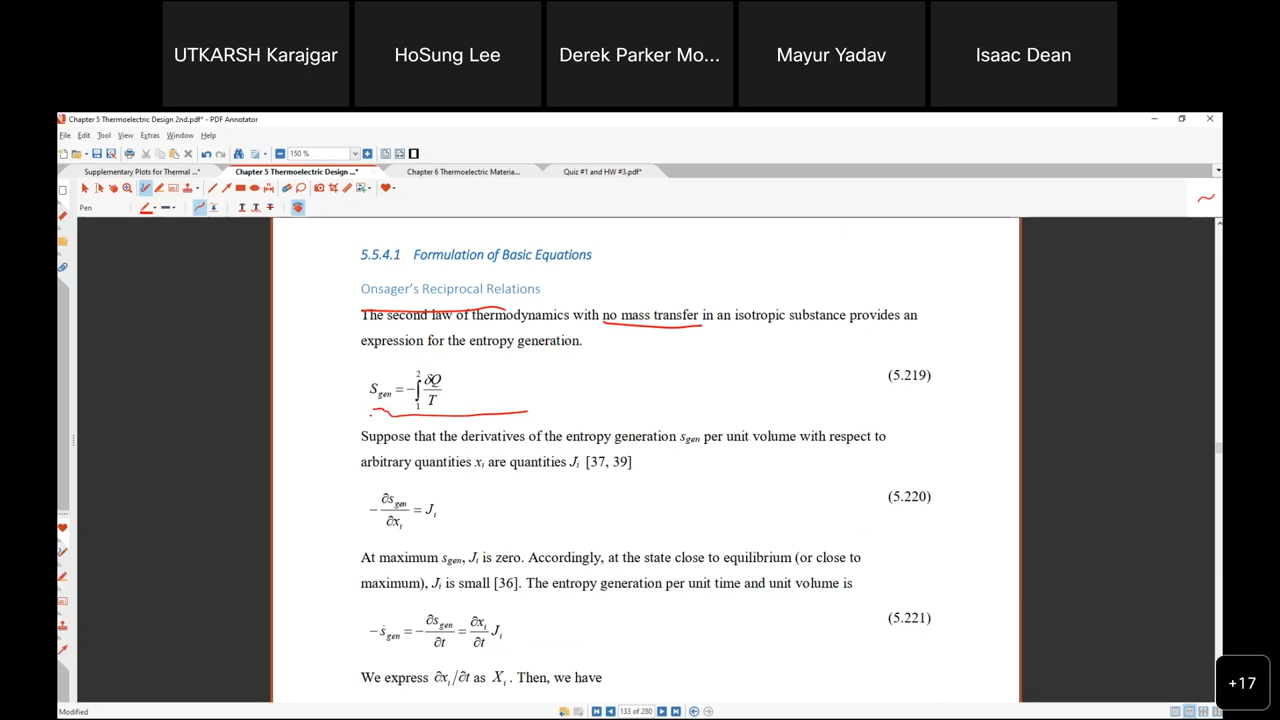 UTKARSH Karajgar
HoSung Lee
Derek Parker Mo...
Mayur Yadav
Isaac Dean
Chapter 5 Thermoelectric Design 2nd.pdf* - PDF Annotator
File Edit Tool View Extras Window Help
150 %
Supplementary Plots for Thermal ...*
Chapter 5 Thermoelectric Design ...*
Chapter 6 Thermoelectric Materia...
Quiz #1 and HW #3.pdf*
Pen
5.5.4.1 Formulation of Basic Equations
Onsager's Reciprocal Relations
The second law of thermodynamics with no mass transfer in an isotropic substance provides an
expression for the entropy generation.
S_gen = −∫₁² δQ/T (5.219)
Suppose that the derivatives of the entropy generation s_gen per unit volume with respect to
arbitrary quantities x_i are quantities J_i [37, 39]
−∂s_gen/∂x_i = J_i (5.220)
At maximum s_gen, J_i is zero. Accordingly, at the state close to equilibrium (or close to
maximum), J_i is small [36]. The entropy generation per unit time and unit volume is
−ṡ_gen = −∂s_gen/∂t = ∂x_i/∂t J_i (5.221)
We express ∂x_i/∂t as X_i. Then, we have
Modified
133 of 280
+17